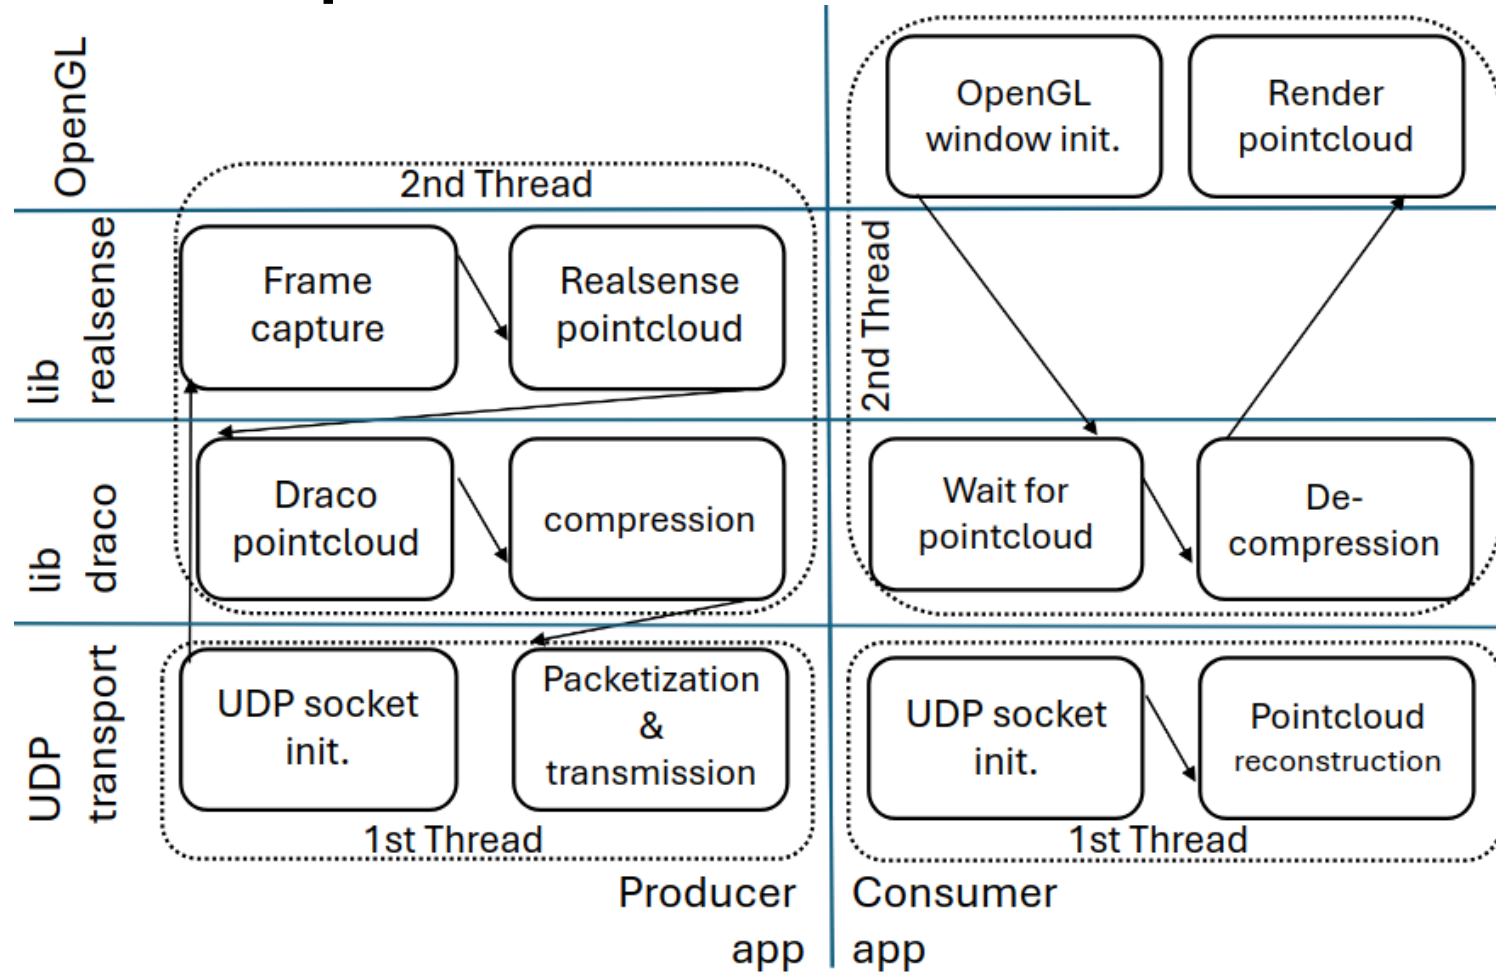 OpenGL
OpenGL
window init.
Render
pointcloud
2nd Thread
lib
realsense
Frame
capture
Realsense
pointcloud
2nd Thread
lib
draco
Draco
pointcloud
compression
Wait for
pointcloud
De-
compression
UDP
transport
UDP socket
init.
Packetization
&
transmission
1st Thread
UDP socket
init.
Pointcloud
reconstruction
1st Thread
Producer
app
Consumer
app